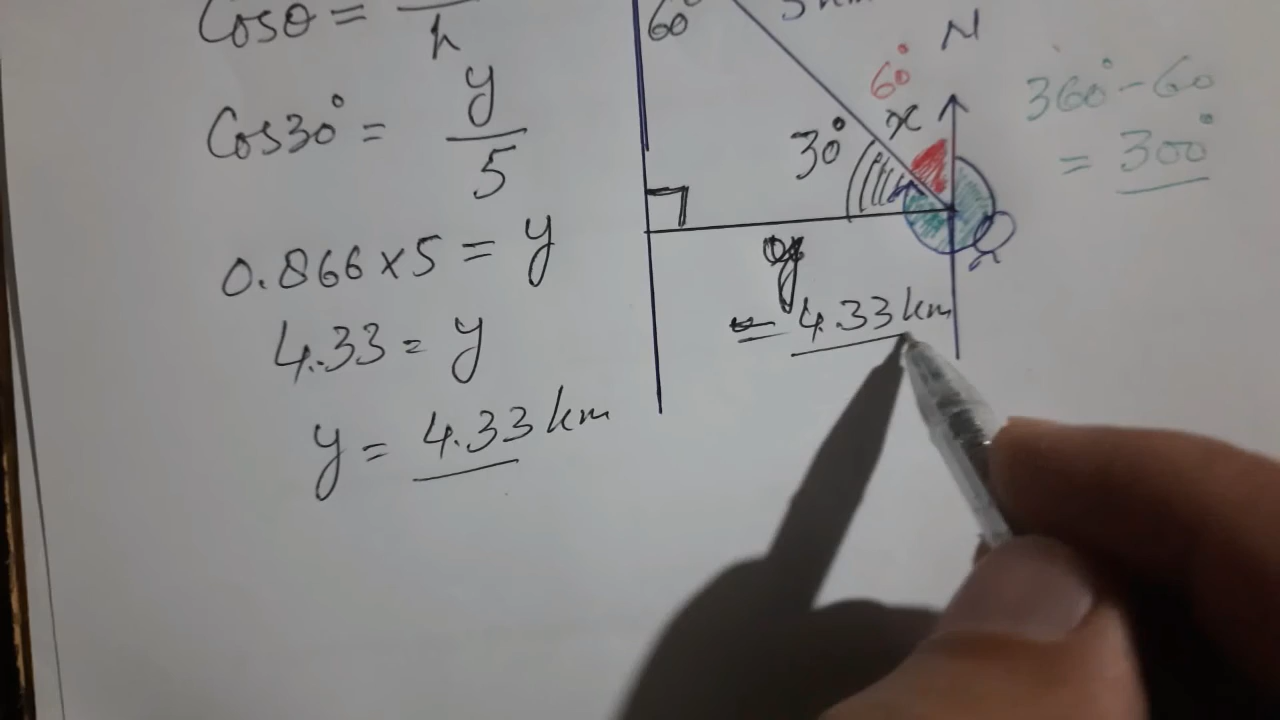 Cosθ = / h
Cos30° = y / 5
0.866 × 5 = y
4.33 = y
y = 4.33 km
60°
60°
N
x
30°
360° - 60
= 300°
y
= 4.33 km